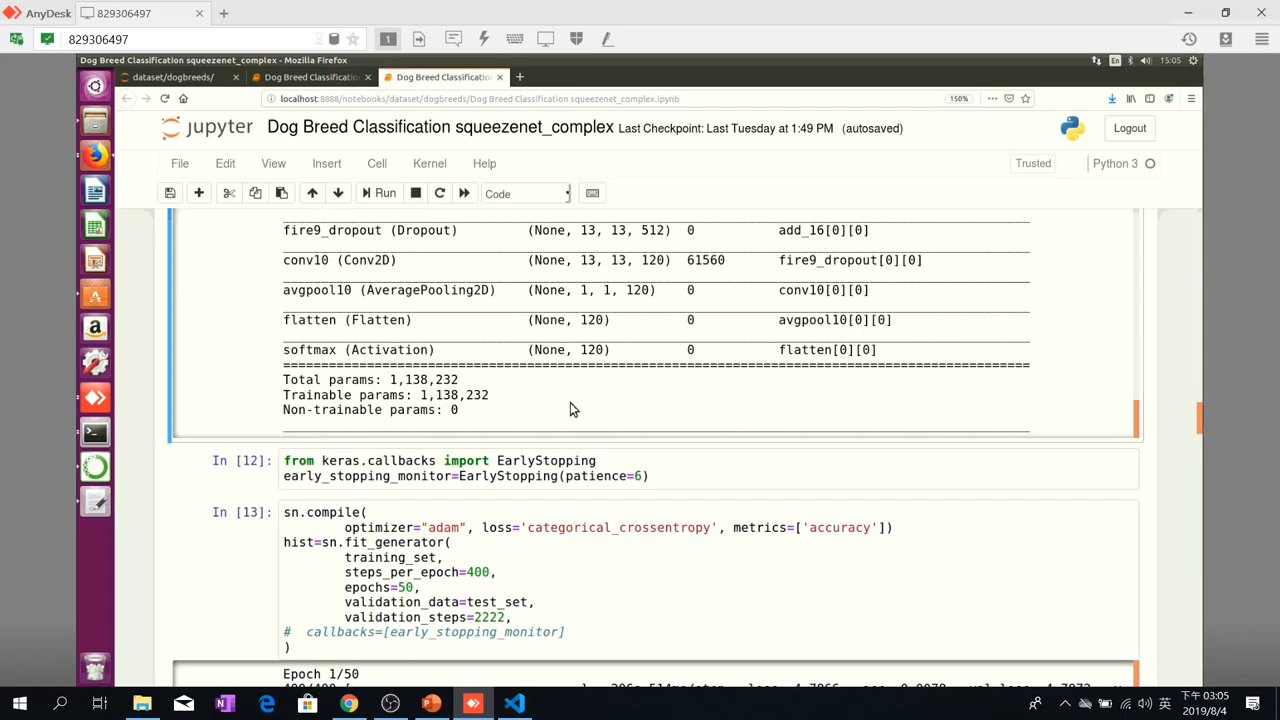 AnyDesk
829306497
829306497
1
Dog Breed Classification squeezenet_complex - Mozilla Firefox
En
15:05
dataset/dogbreeds/
Dog Breed Classification
Dog Breed Classification
localhost:8888/notebooks/dataset/dogbreeds/Dog Breed Classification squeezenet_complex.ipynb
150%
jupyter
Dog Breed Classification squeezenet_complex Last Checkpoint: Last Tuesday at 1:49 PM (autosaved)
Logout
File Edit View Insert Cell Kernel Help
Trusted
Python 3
Run
Code
fire9_dropout (Dropout) (None, 13, 13, 512) 0 add_16[0][0]
conv10 (Conv2D) (None, 13, 13, 120) 61560 fire9_dropout[0][0]
avgpool10 (AveragePooling2D) (None, 1, 1, 120) 0 conv10[0][0]
flatten (Flatten) (None, 120) 0 avgpool10[0][0]
softmax (Activation) (None, 120) 0 flatten[0][0]
Total params: 1,138,232
Trainable params: 1,138,232
Non-trainable params: 0
In [12]: from keras.callbacks import EarlyStopping
early_stopping_monitor=EarlyStopping(patience=6)
In [13]: sn.compile(
optimizer="adam", loss='categorical_crossentropy', metrics=['accuracy'])
hist=sn.fit_generator(
training_set,
steps_per_epoch=400,
epochs=50,
validation_data=test_set,
validation_steps=2222,
# callbacks=[early_stopping_monitor]
)
Epoch 1/50
英
下午 03:05
2019/8/4